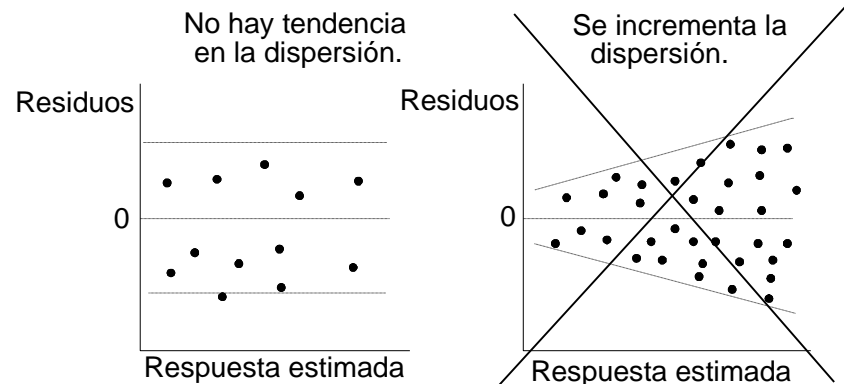 No hay tendencia
en la dispersión.
Residuos
0
Respuesta estimada
Se incrementa la
dispersión.
Residuos
0
Respuesta estimada